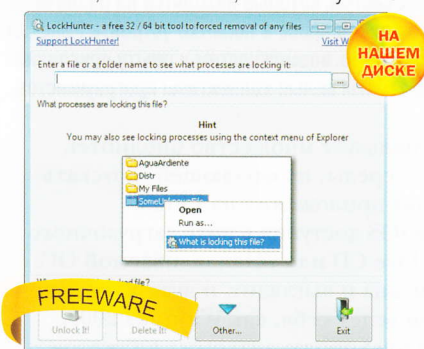 LockHunter - a free 32 / 64 bit tool to forced removal of any files
НА
НАШЕМ
ДИСКЕ
Support LockHunter!
Visit
Enter a file or a folder name to see what processes are locking it:
...
What processes are locking this file?
Hint
You may also see locking processes using the context menu of Explorer
AguaArdiente
Distr
My Files
SomeUnknownFile
Open
Run as...
What is locking this file?
file?
FREEWARE
Unlock It!
Delete It!
Other...
Exit